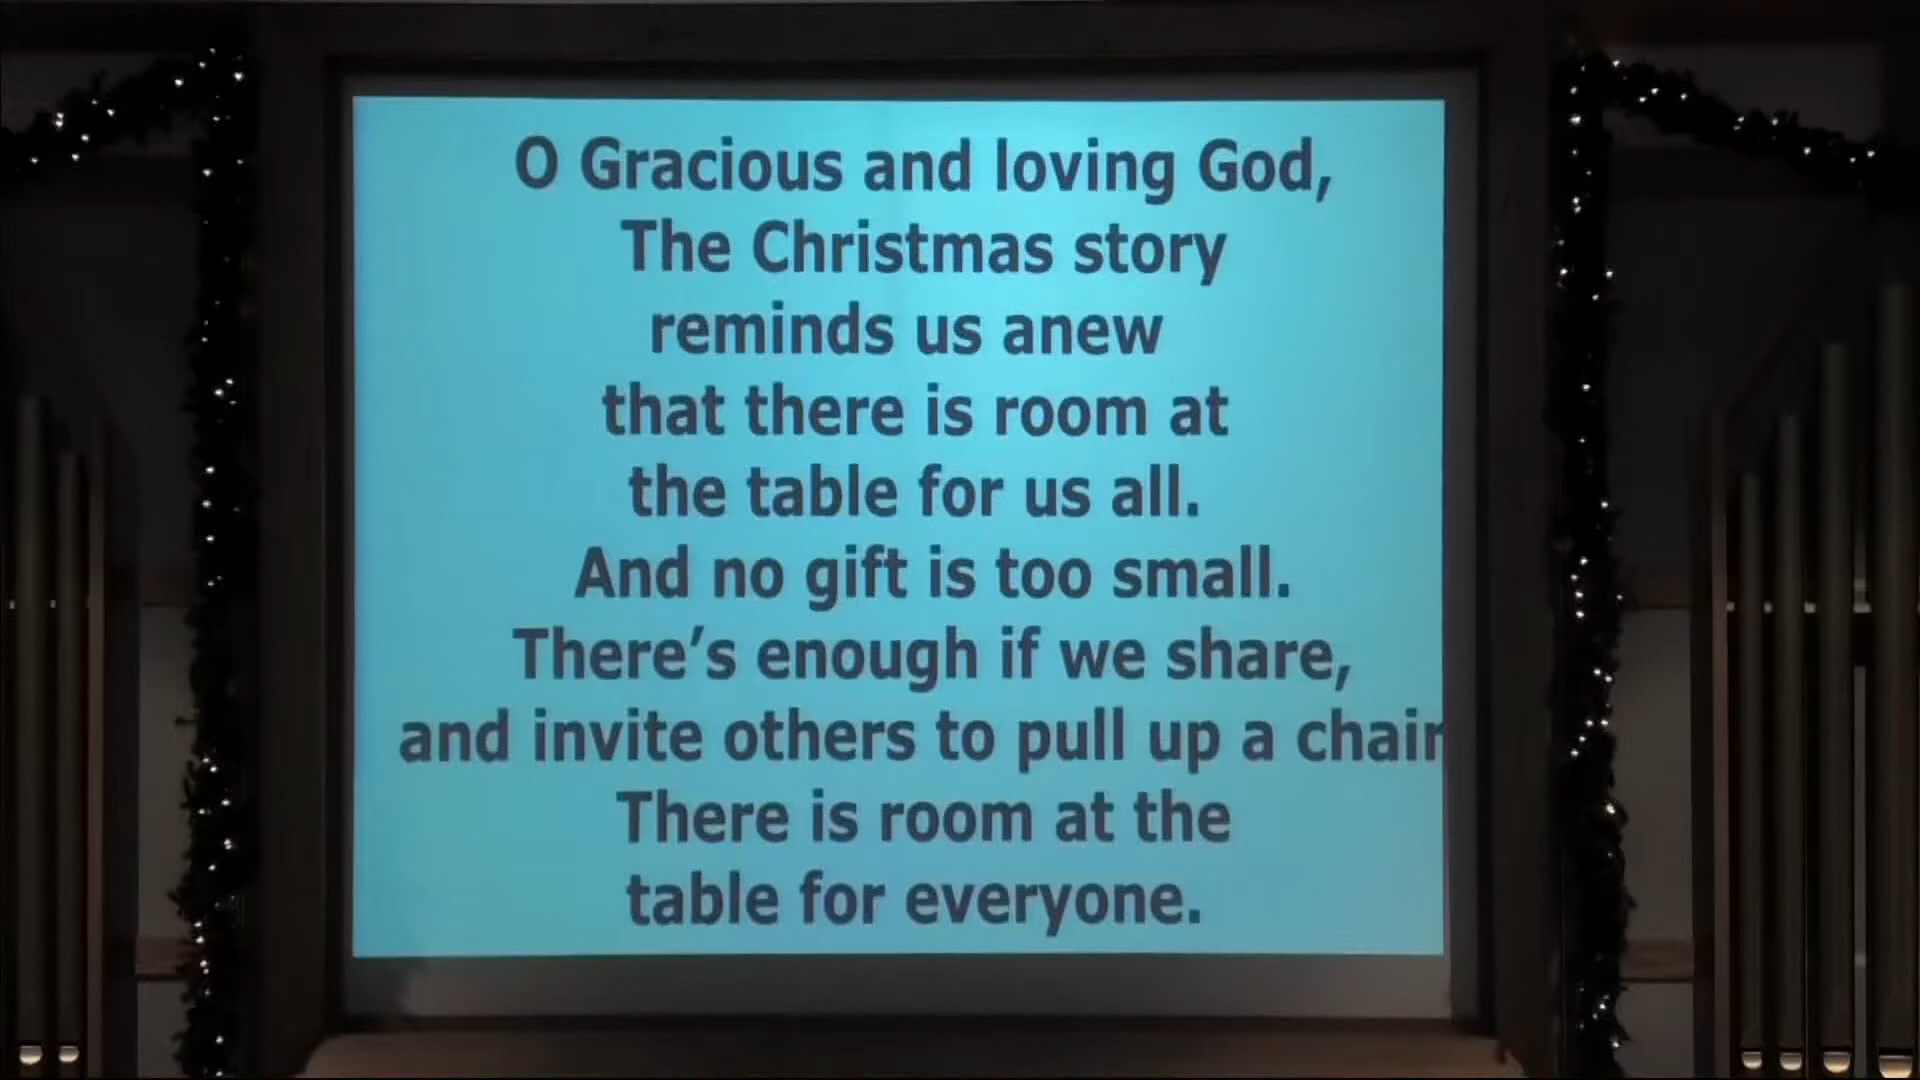 O Gracious and loving God,
The Christmas story
reminds us anew
that there is room at
the table for us all.
And no gift is too small.
There’s enough if we share,
and invite others to pull up a chair
There is room at the
table for everyone.